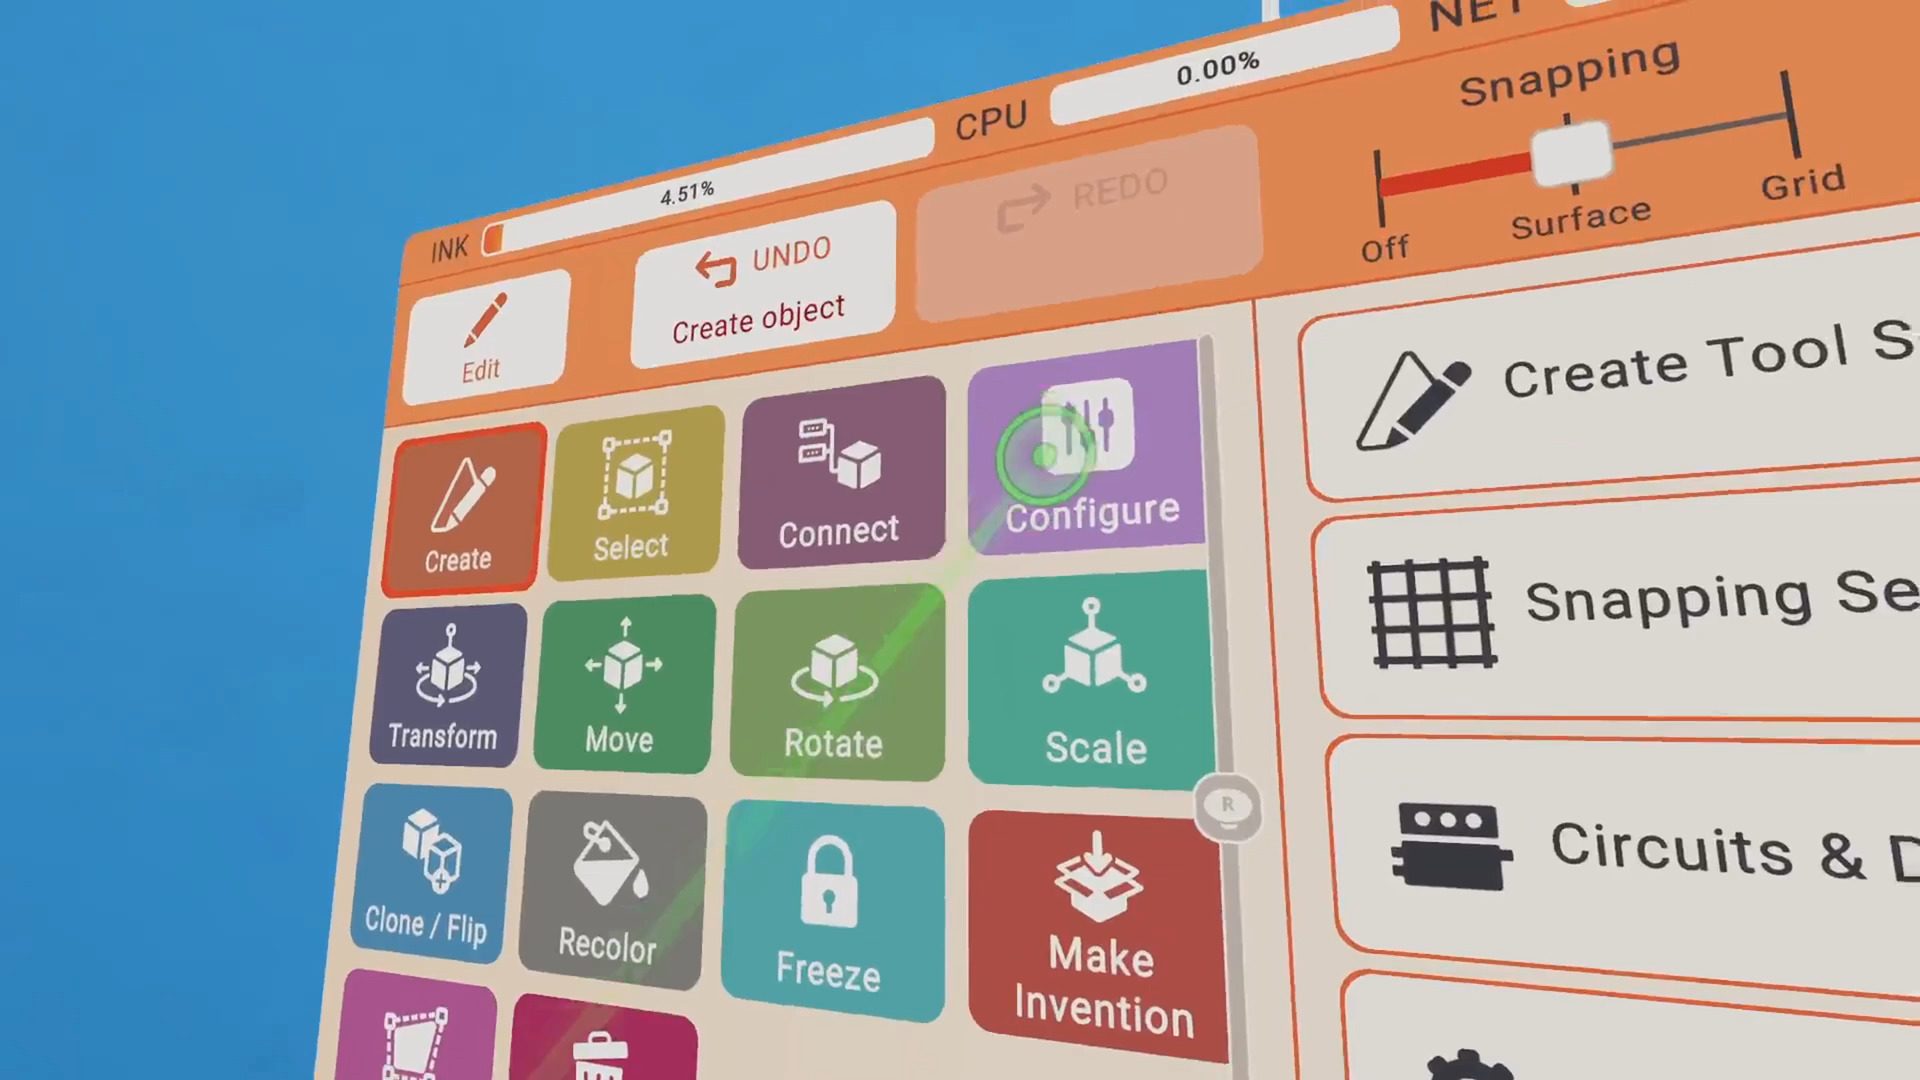 NET
CPU 0.00%
INK 4.51%
Snapping
Off
Surface
Grid
Edit
UNDO
Create object
REDO
Create
Select
Connect
Configure
Transform
Move
Rotate
Scale
R
Clone / Flip
Recolor
Freeze
Make
Invention
Create Tool S
Snapping Se
Circuits &